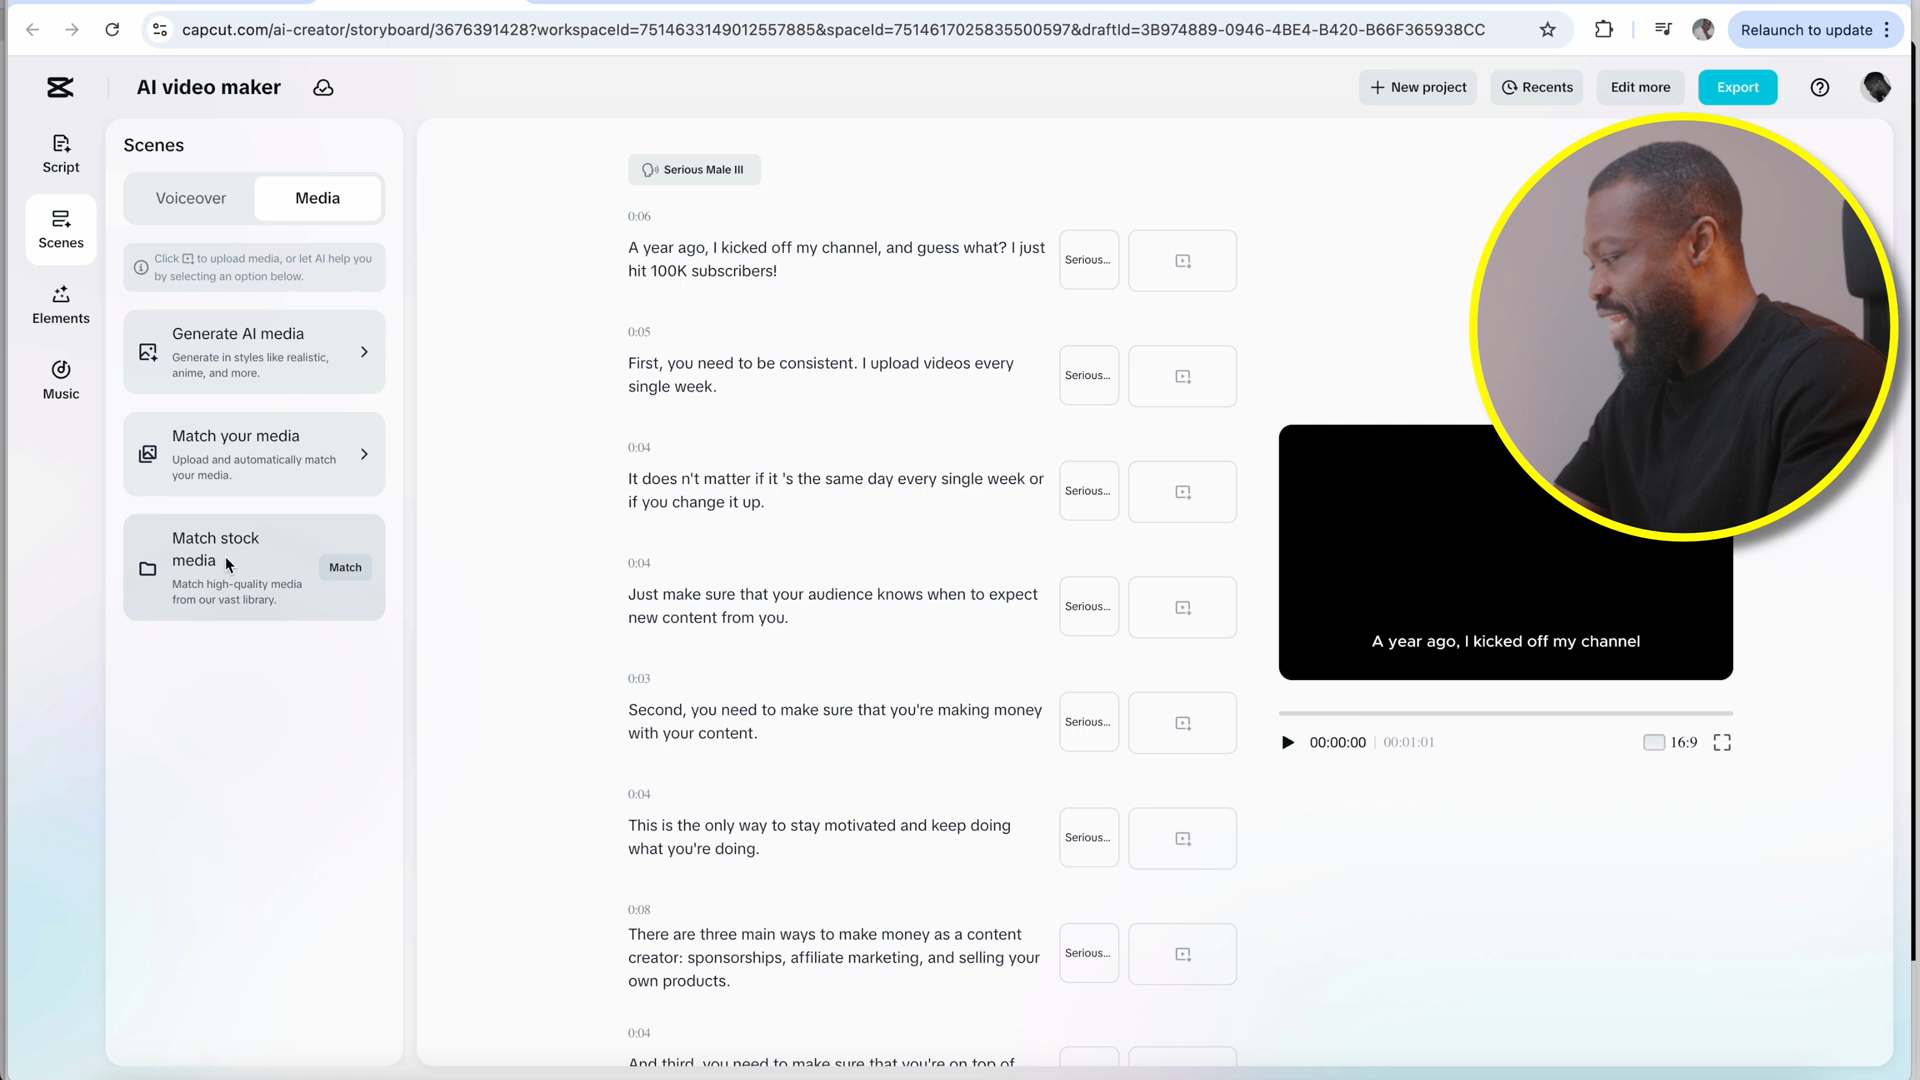 capcut.com/ai-creator/storyboard/3676391428?workspaceId=7514633149012557885&spaceId=7514617025835500597&draftId=3B974889-0946-4BE4-B420-B66F365938CC
Relaunch to update
AI video maker
New project
Recents
Edit more
Export
Script
Scenes
Elements
Music
Scenes
Voiceover
Media
Click to upload media, or let AI help you
by selecting an option below.
Generate AI media
Generate in styles like realistic,
anime, and more.
Match your media
Upload and automatically match
your media.
Match stock
media
Match high-quality media
from our vast library.
Match
Serious Male III
0:06
A year ago, I kicked off my channel, and guess what? I just
hit 100K subscribers!
Serious...
0:05
First, you need to be consistent. I upload videos every
single week.
Serious...
0:04
It does n't matter if it 's the same day every single week or
if you change it up.
Serious...
0:04
Just make sure that your audience knows when to expect
new content from you.
Serious...
0:03
Second, you need to make sure that you're making money
with your content.
Serious...
0:04
This is the only way to stay motivated and keep doing
what you're doing.
Serious...
0:08
There are three main ways to make money as a content
creator: sponsorships, affiliate marketing, and selling your
own products.
Serious...
0:04
And third, you need to make sure that you're on top of
A year ago, I kicked off my channel
00:00:00
00:01:01
16:9